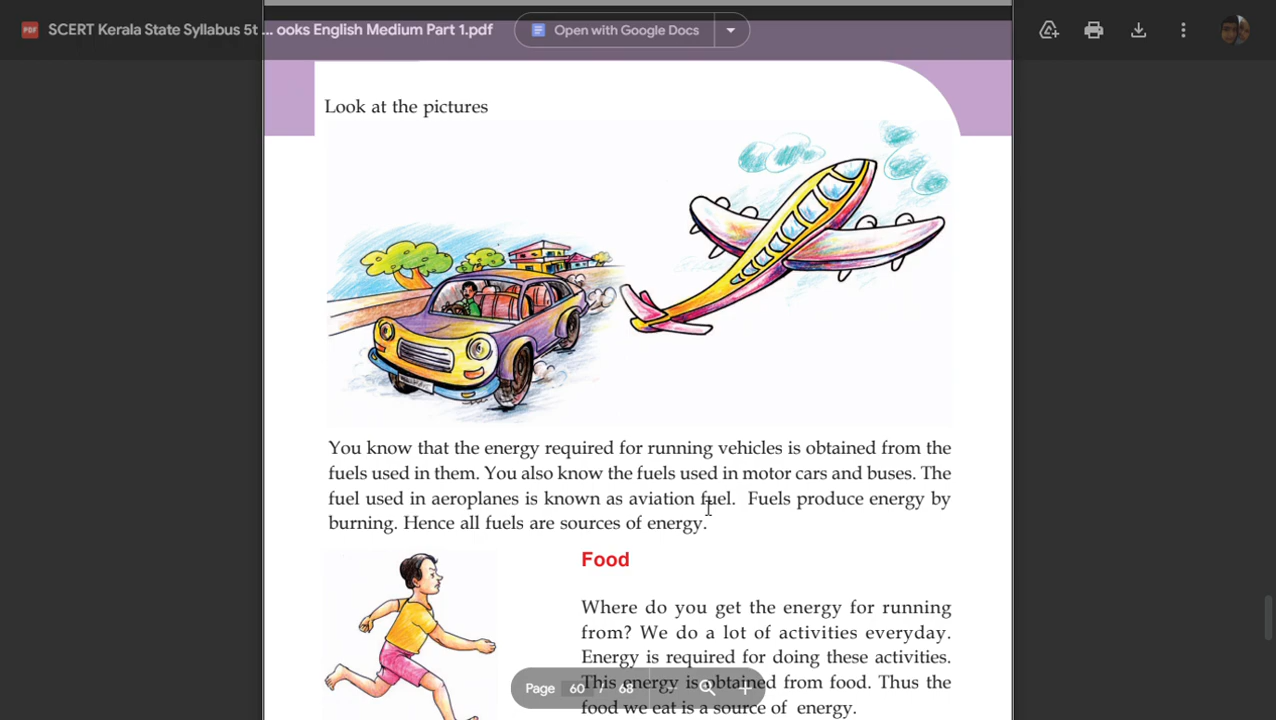 SCERT Kerala State Syllabus 5t ... ooks English Medium Part 1.pdf
Open with Google Docs
Look at the pictures
You know that the energy required for running vehicles is obtained from the
fuels used in them. You also know the fuels used in motor cars and buses. The
fuel used in aeroplanes is known as aviation fuel. Fuels produce energy by
burning. Hence all fuels are sources of energy.
Food
Where do you get the energy for running
from? We do a lot of activities everyday.
Energy is required for doing these activities.
This energy is obtained from food. Thus the
food we eat is a source of energy.
Page 60 / 68